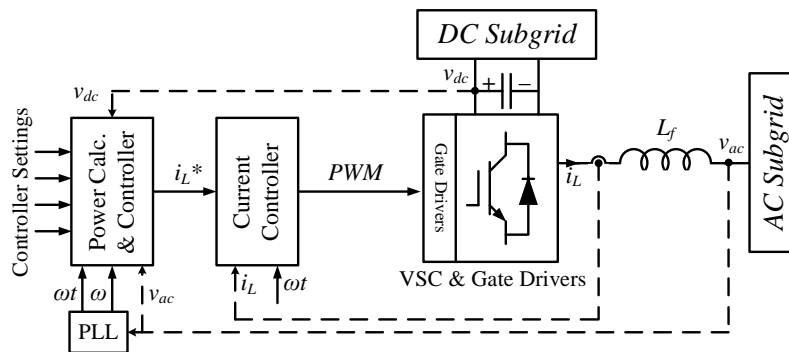 DC Subgrid
v_dc
+
−
v_dc
Controller Settings
Power Calc.
& Controller
i_L*
Current
Controller
PWM
Gate Drivers
i_L
L_f
v_ac
AC Subgrid
VSC & Gate Drivers
ωt
ω
v_ac
i_L
ωt
PLL